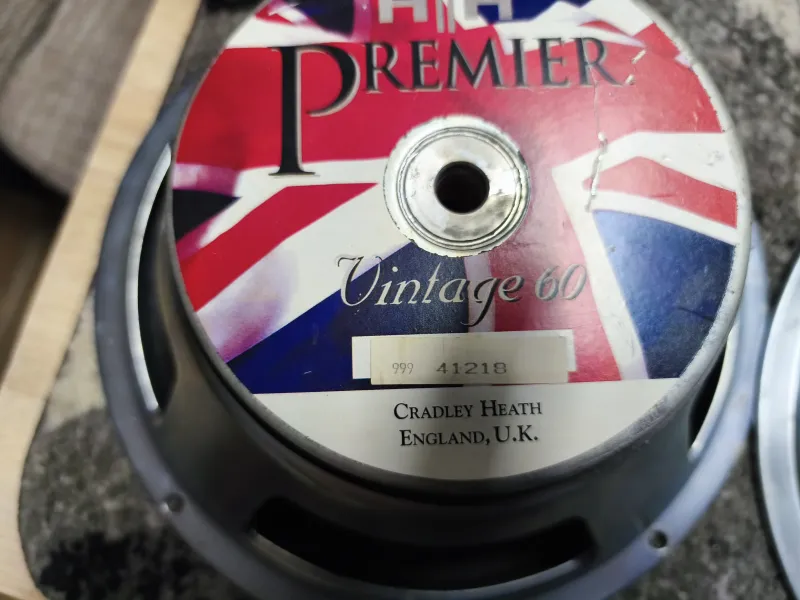 H H
PREMIER
Vintage 60
999 41218
CRADLEY HEATH
ENGLAND, U.K.